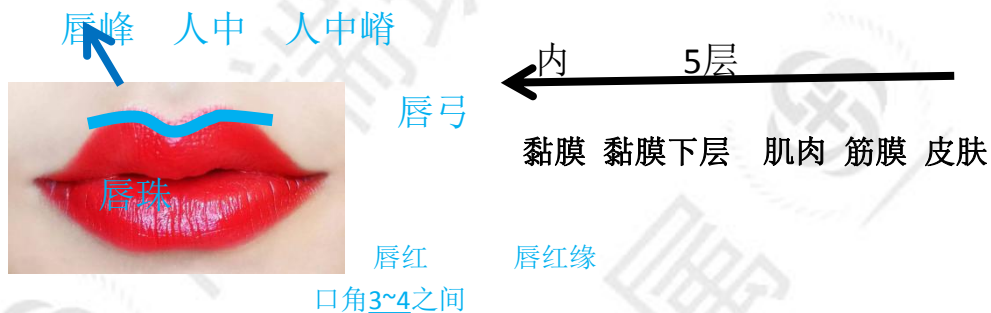 唇峰 人中 人中嵴
内 5层
唇弓
黏膜 黏膜下层 肌肉 筋膜 皮肤
唇珠
唇红 唇红缘
口角3~4之间